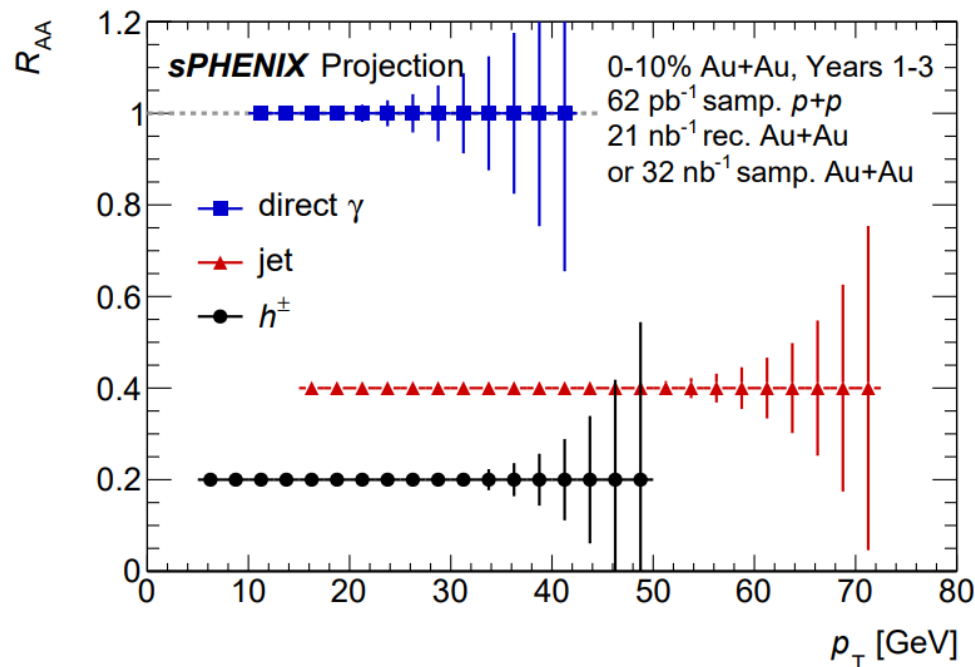 R_AA
1.2
1
0.8
0.6
0.4
0.2
0
sPHENIX Projection
0-10% Au+Au, Years 1-3
62 pb⁻¹ samp. p+p
21 nb⁻¹ rec. Au+Au
or 32 nb⁻¹ samp. Au+Au
direct γ
jet
h±
0 10 20 30 40 50 60 70 80
p_T [GeV]